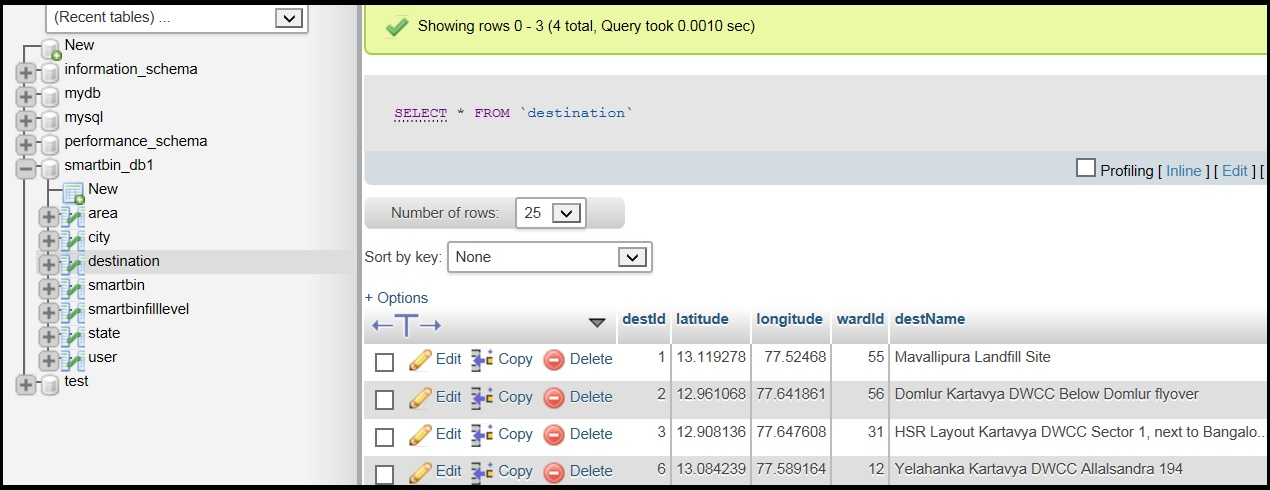 (Recent tables) ...
New
information_schema
mydb
mysql
performance_schema
smartbin_db1
New
area
city
destination
smartbin
smartbinfilllevel
state
user
test
Showing rows 0 - 3 (4 total, Query took 0.0010 sec)
SELECT * FROM `destination`
Profiling [ Inline ] [ Edit ] [
Number of rows: 25
Sort by key: None
+ Options
destId latitude longitude wardId destName
Edit Copy Delete 1 13.119278 77.52468 55 Mavallipura Landfill Site
Edit Copy Delete 2 12.961068 77.641861 56 Domlur Kartavya DWCC Below Domlur flyover
Edit Copy Delete 3 12.908136 77.647608 31 HSR Layout Kartavya DWCC Sector 1, next to Bangalo...
Edit Copy Delete 6 13.084239 77.589164 12 Yelahanka Kartavya DWCC Allalsandra 194